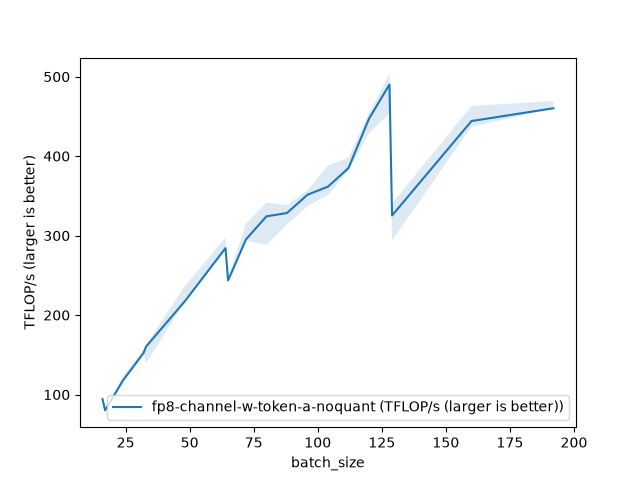 500
400
300
200
100
TFLOP/s (larger is better)
fp8-channel-w-token-a-noquant (TFLOP/s (larger is better))
25 50 75 100 125 150 175 200
batch_size